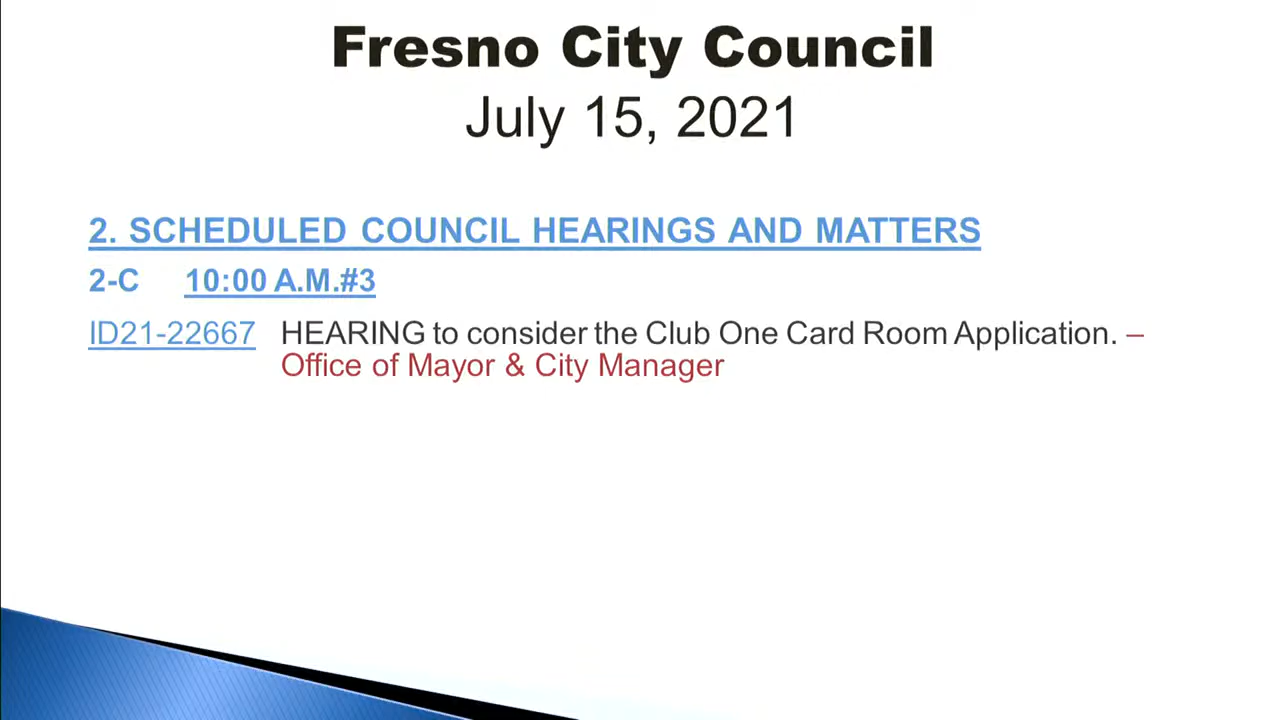 Fresno City Council
July 15, 2021
2. SCHEDULED COUNCIL HEARINGS AND MATTERS
2-C 10:00 A.M.#3
ID21-22667 HEARING to consider the Club One Card Room Application. –
Office of Mayor & City Manager